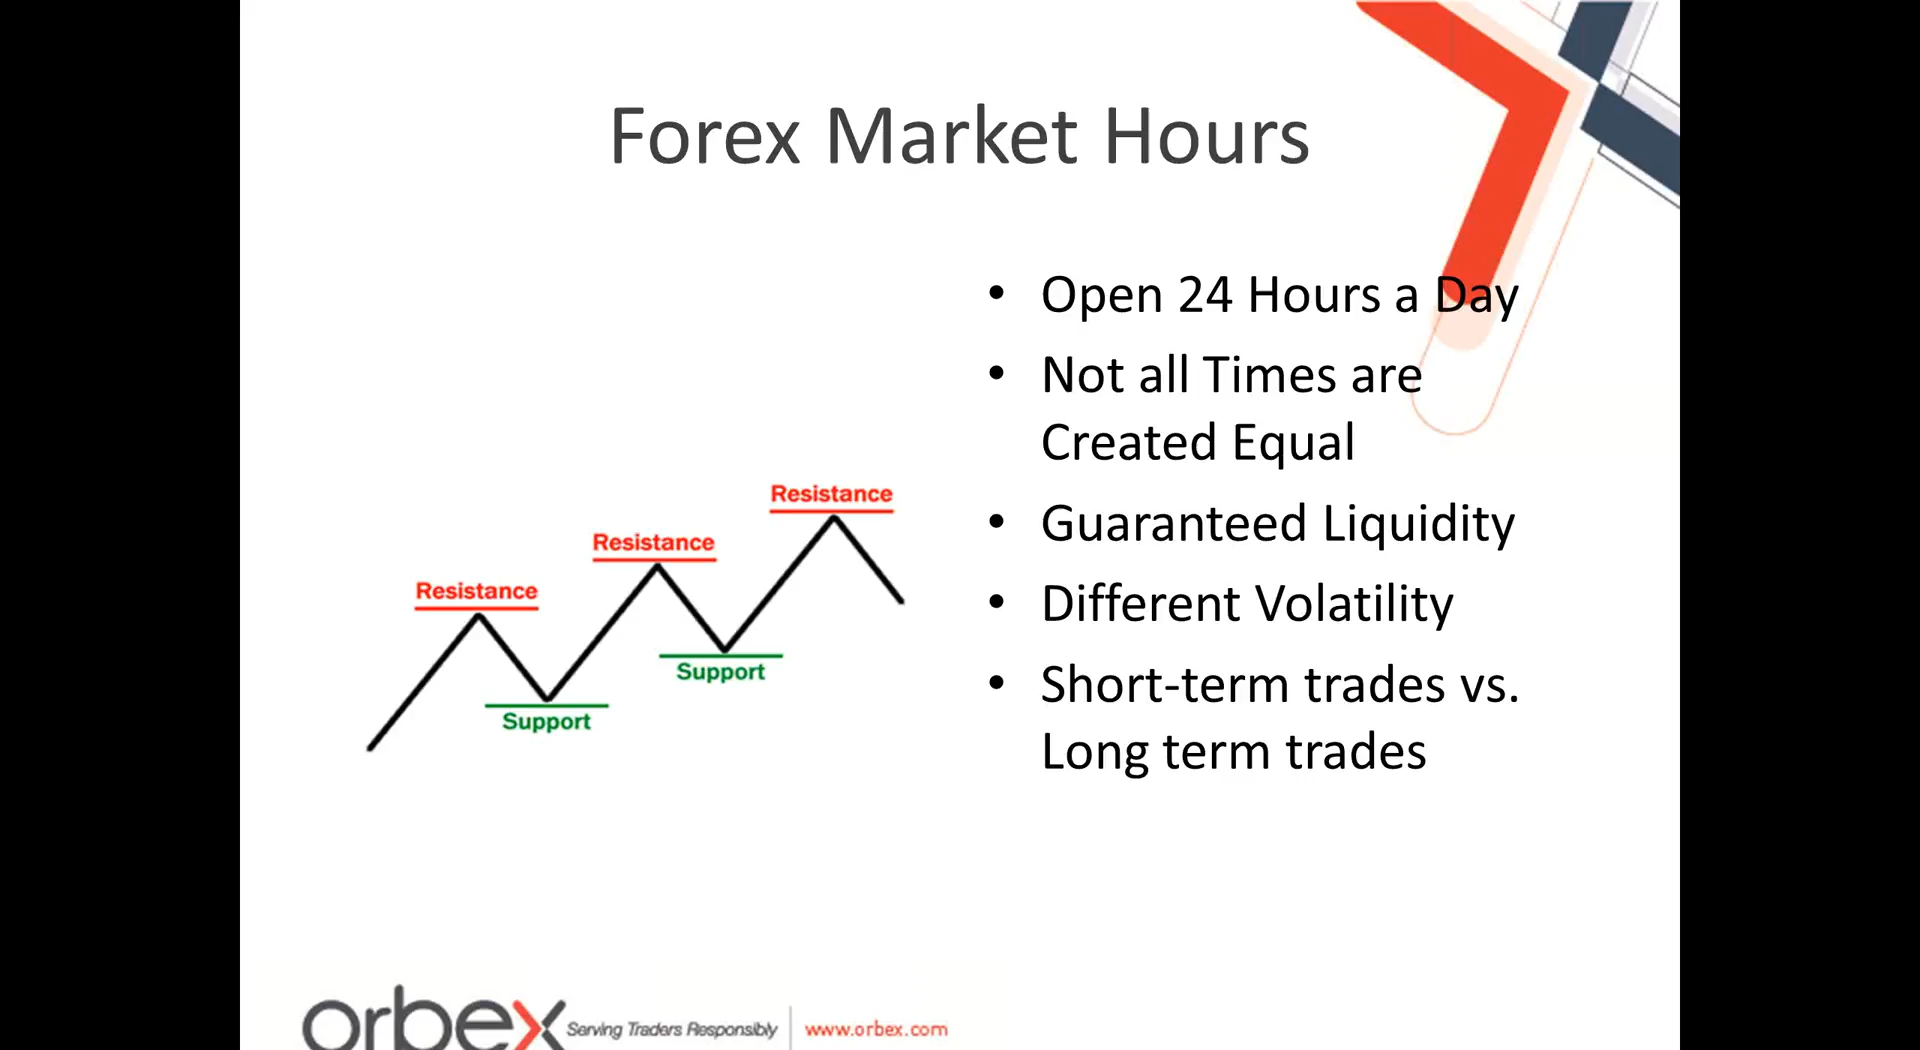 Forex Market Hours
• Open 24 Hours a Day
• Not all Times are
Created Equal
• Guaranteed Liquidity
• Different Volatility
• Short-term trades vs.
Long term trades
Resistance
Resistance
Resistance
Support
Support
orbex Serving Traders Responsibly www.orbex.com